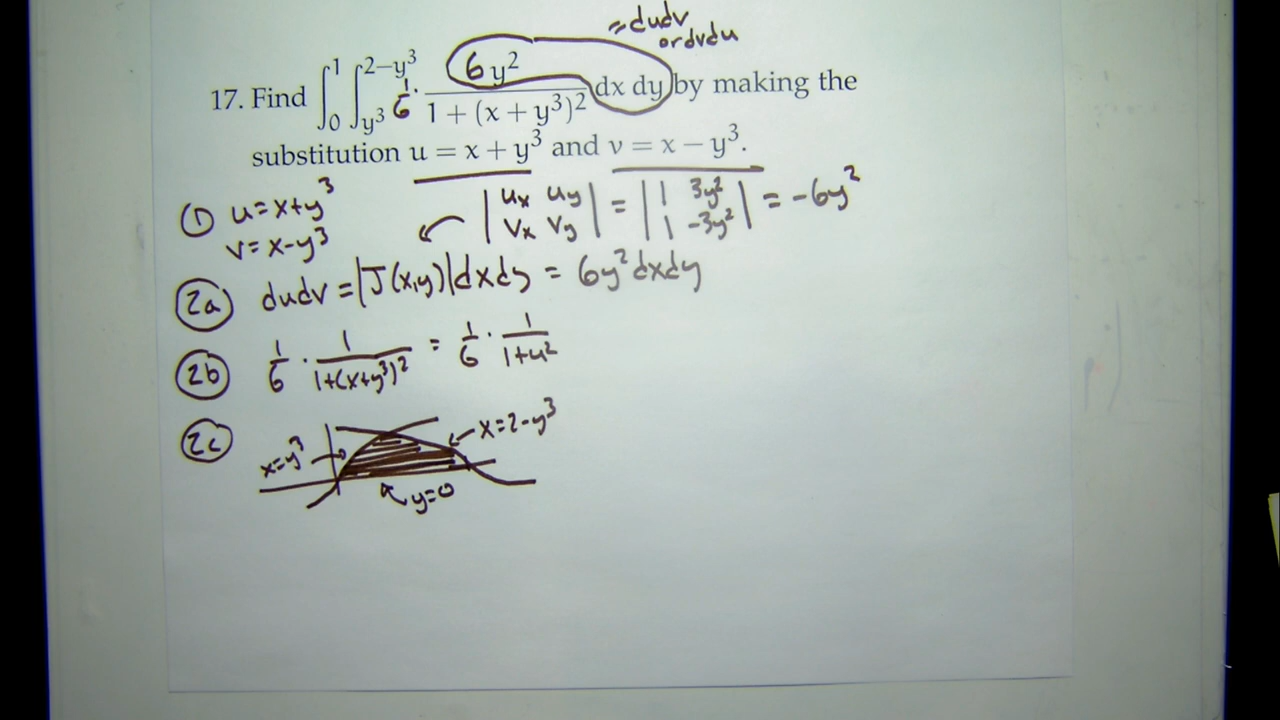 = dudv
or dvdu
17. Find ∫₀¹ ∫_{y³}^{2−y³} 1/6 · 6y²/(1 + (x + y³)²) dx dy by making the
substitution u = x + y³ and v = x − y³.
① u = x+y³
v = x−y³
|u_x u_y; v_x v_y| = |1 3y²; 1 -3y²| = -6y²
2a dudv = |J(x,y)| dxdy = 6y² dxdy
2b 1/6 · 1/(1+(x+y³)²) = 1/6 · 1/(1+u²)
2c x=y³ x=2-y³
y=0